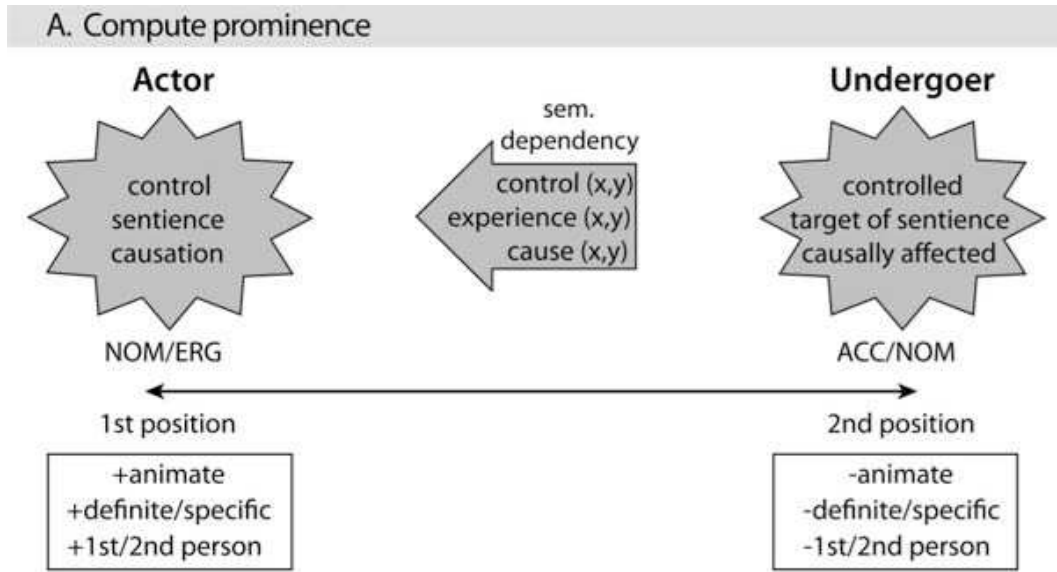 A. Compute prominence
Actor
Undergoer
sem.
dependency
control
sentience
causation
control (x,y)
experience (x,y)
cause (x,y)
controlled
target of sentience
causally affected
NOM/ERG
ACC/NOM
1st position
2nd position
+animate
+definite/specific
+1st/2nd person
-animate
-definite/specific
-1st/2nd person